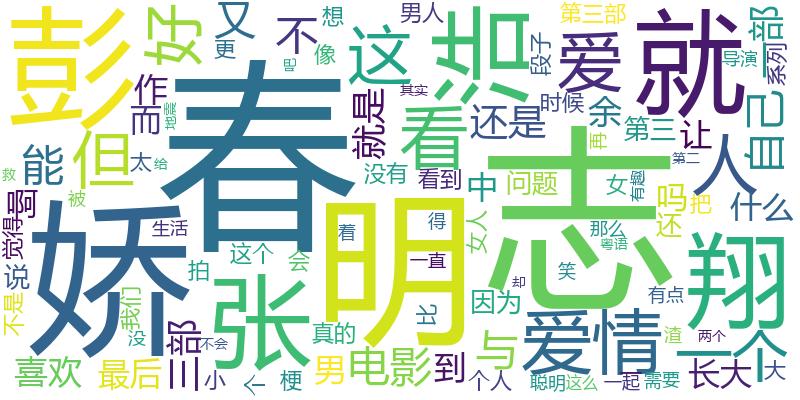 彭
好
又
不
想
男人
第三部
部
更
像
这
浩
段子
爱
就
导演
系列
吧
其实
春
作
而
地震
就是
看
还是
时候
余
第三
让
自己
但
能
太
给
没有
看到
中
问题
女
有趣
再
第二
人
救
志
被
吗
把
什么
觉得
娇
生活
这个
着
明
得
一直
女人
还
那么
粤语
翔
说
会
张
笑
不是
我们
拍
比
因为
却
有点
没
三部
不会
真的
爱情
渣
两个
一个
喜欢
最后
小
个
梗
男
电影
到
与
个人
聪明
这么
一起
需要
长大
大